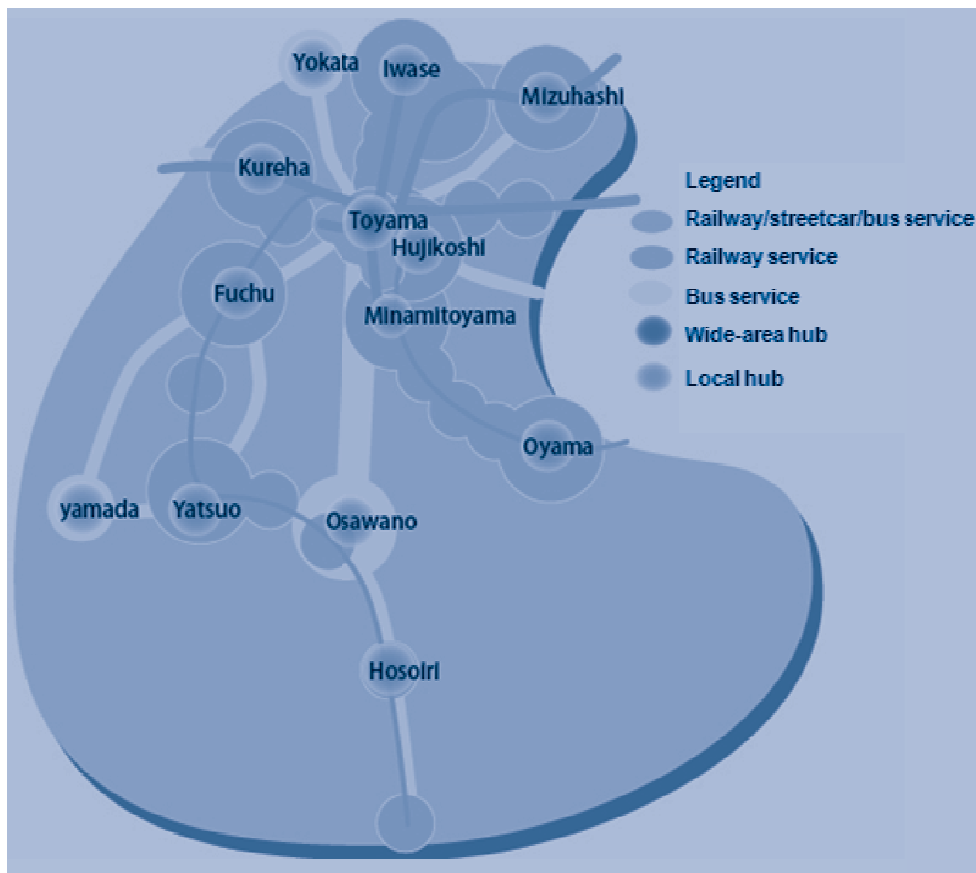 Yokata
Iwase
Mizuhashi
Kureha
Toyama
Hujikoshi
Fuchu
Minamitoyama
Oyama
yamada
Yatsuo
Osawano
Hosoiri
Legend
Railway/streetcar/bus service
Railway service
Bus service
Wide-area hub
Local hub